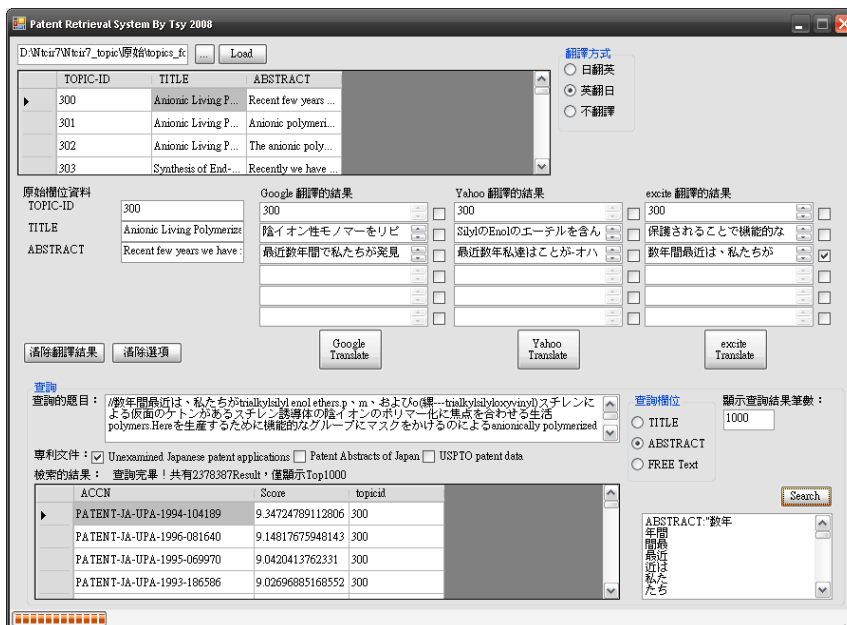 Patent Retrieval System By Tsy 2008
D:\Ntcir7\Ntcir7_topic\原始\topics_fc ... Load
翻譯方式
日翻英
英翻日
不翻譯
TOPIC-ID TITLE ABSTRACT
300 Anionic Living P... Recent few years ...
301 Anionic Living P... Anionic polymeri...
302 Anionic Living P... The anionic poly...
303 Synthesis of End-... Recently we have ...
原始欄位資料 Google 翻譯的結果 Yahoo 翻譯的結果 excite 翻譯的結果
TOPIC-ID 300 300 300 300
TITLE Anionic Living Polymerize 陰イオン性モノマーをリビ SilylのEnolのエーテルを含ん 保護されることで機能的な
ABSTRACT Recent few years we have : 最近数年間で私たちが発見 最近数年私達はことが-オハ 数年間最近は、私たちが
清除翻譯結果 清除選項 Google Translate Yahoo Translate excite Translate
查詢
查詢的題目： //数年間最近は、私たちがtrialkylsilyl enol ethers.p、m、およびo(縲---trialkylsilyloxyvinyl)スチレンに
よる仮面のケトンがあるスチレン誘導体の陰イオンのポリマー化に焦点を合わせる生活
polymers.Hereを生産するために機能的なグループにマスクをかけるのによるanionically polymerized
查詢欄位
TITLE
ABSTRACT
FREE Text
顯示查詢結果筆數：
1000
專利文件： Unexamined Japanese patent applications Patent Abstracts of Japan USPTO patent data
檢索的結果： 查詢完畢！共有2378387Result，僅顯示Top1000
Search
ACCN Score topicid
PATENT-JA-UPA-1994-104189 9.34724789112806 300
PATENT-JA-UPA-1996-081640 9.14817675948143 300
PATENT-JA-UPA-1995-069970 9.0420413762331 300
PATENT-JA-UPA-1993-186586 9.02696885168552 300
ABSTRACT:"数年
年間
間最
最近
近は
私た
たち